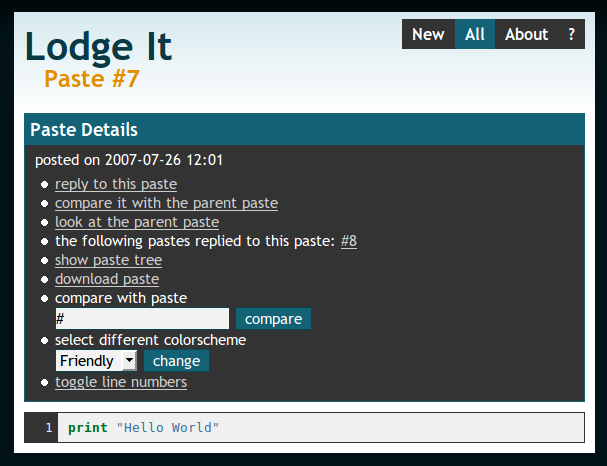 Lodge It
New All About ?
Paste #7
Paste Details
posted on 2007-07-26 12:01
reply to this paste
compare it with the parent paste
look at the parent paste
the following pastes replied to this paste: #8
show paste tree
download paste
compare with paste
# compare
select different colorscheme
Friendly change
toggle line numbers
1 print "Hello World"